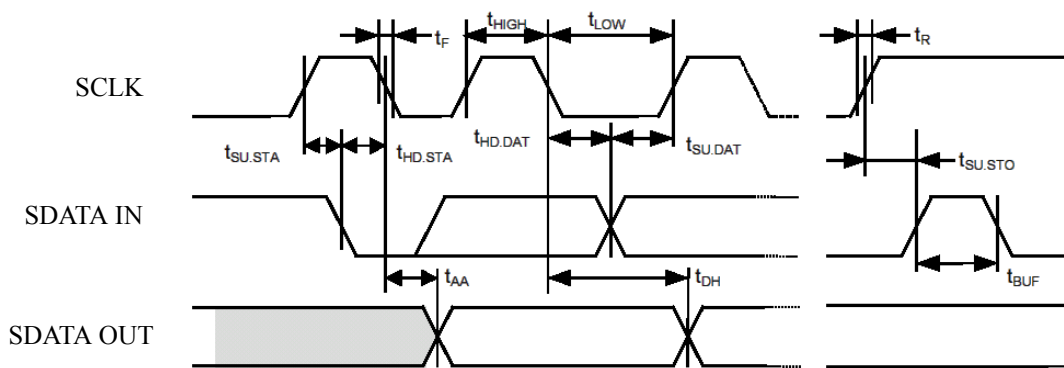 tF
tHIGH
tLOW
tR
SCLK
tSU.STA
tHD.STA
tHD.DAT
tSU.DAT
tSU.STO
SDATA IN
tAA
tDH
tBUF
SDATA OUT